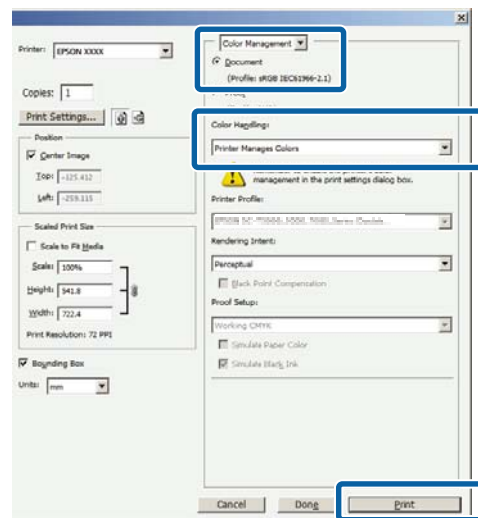 Printer: EPSON XXXX
Copies: 1
Print Settings...
Position
Center Image
Top: -125.412
Left: -259.115
Scaled Print Size
Scale to Fit Media
Scale: 100%
Height: 541.8
Width: 722.4
Print Resolution: 72 PPI
Bounding Box
Units: mm
Color Management
Document
(Profile: sRGB IEC61966-2.1)
Color Handling:
Printer Manages Colors
management in the print settings dialog box.
Printer Profile:
Rendering Intent:
Perceptual
Black Point Compensation
Proof Setup:
Working CMYK
Simulate Paper Color
Simulate Black Ink
Cancel
Done
Print